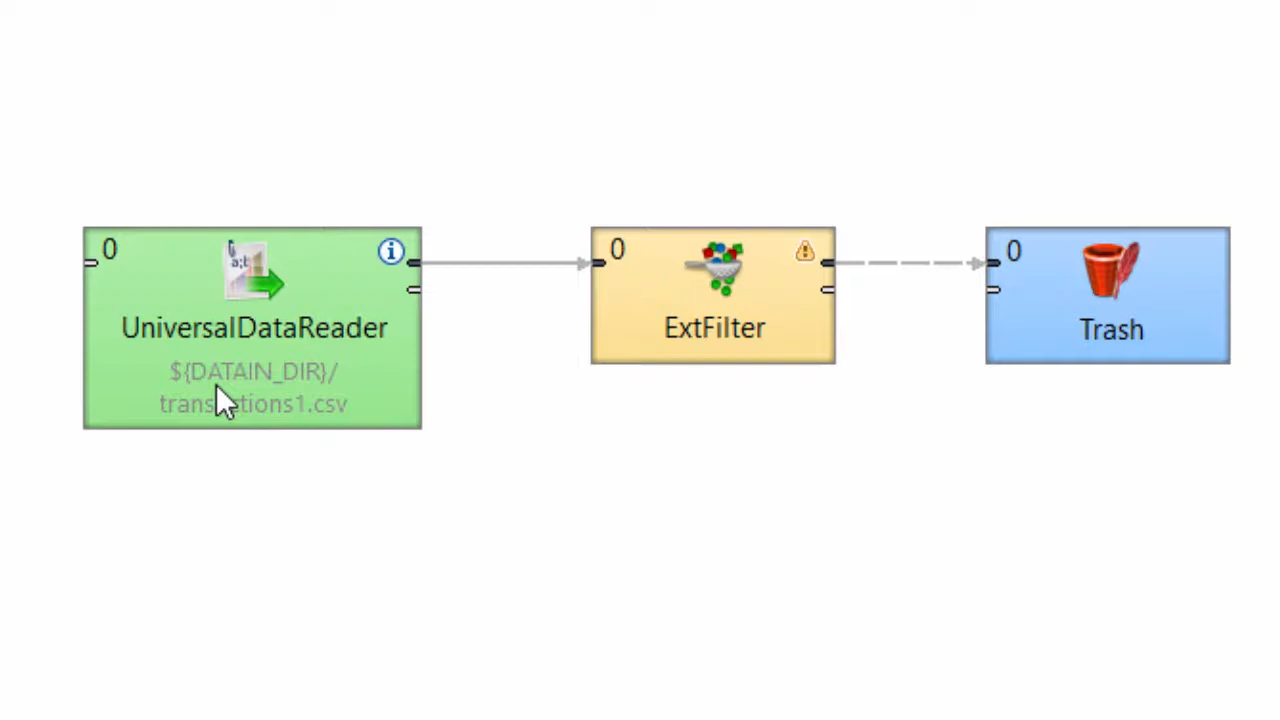 0
UniversalDataReader
${DATAIN_DIR}/
0
ExtFilter
0
Trash
a;t